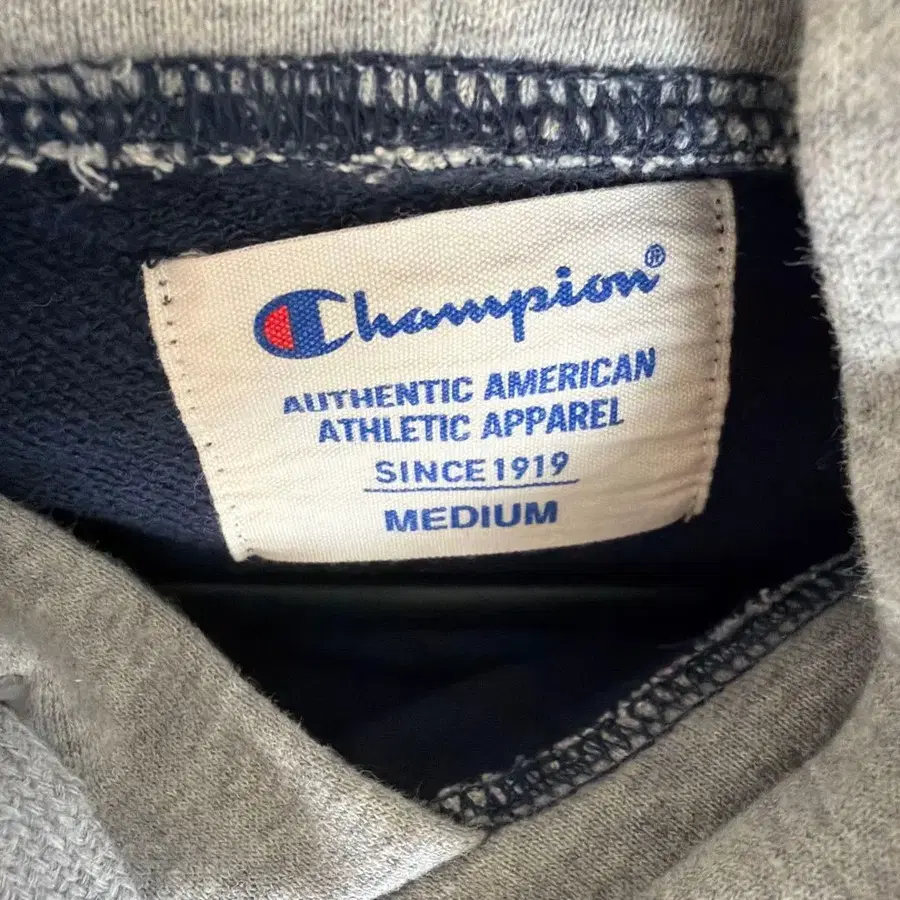 Champion®
AUTHENTIC AMERICAN
ATHLETIC APPAREL
SINCE 1919
MEDIUM